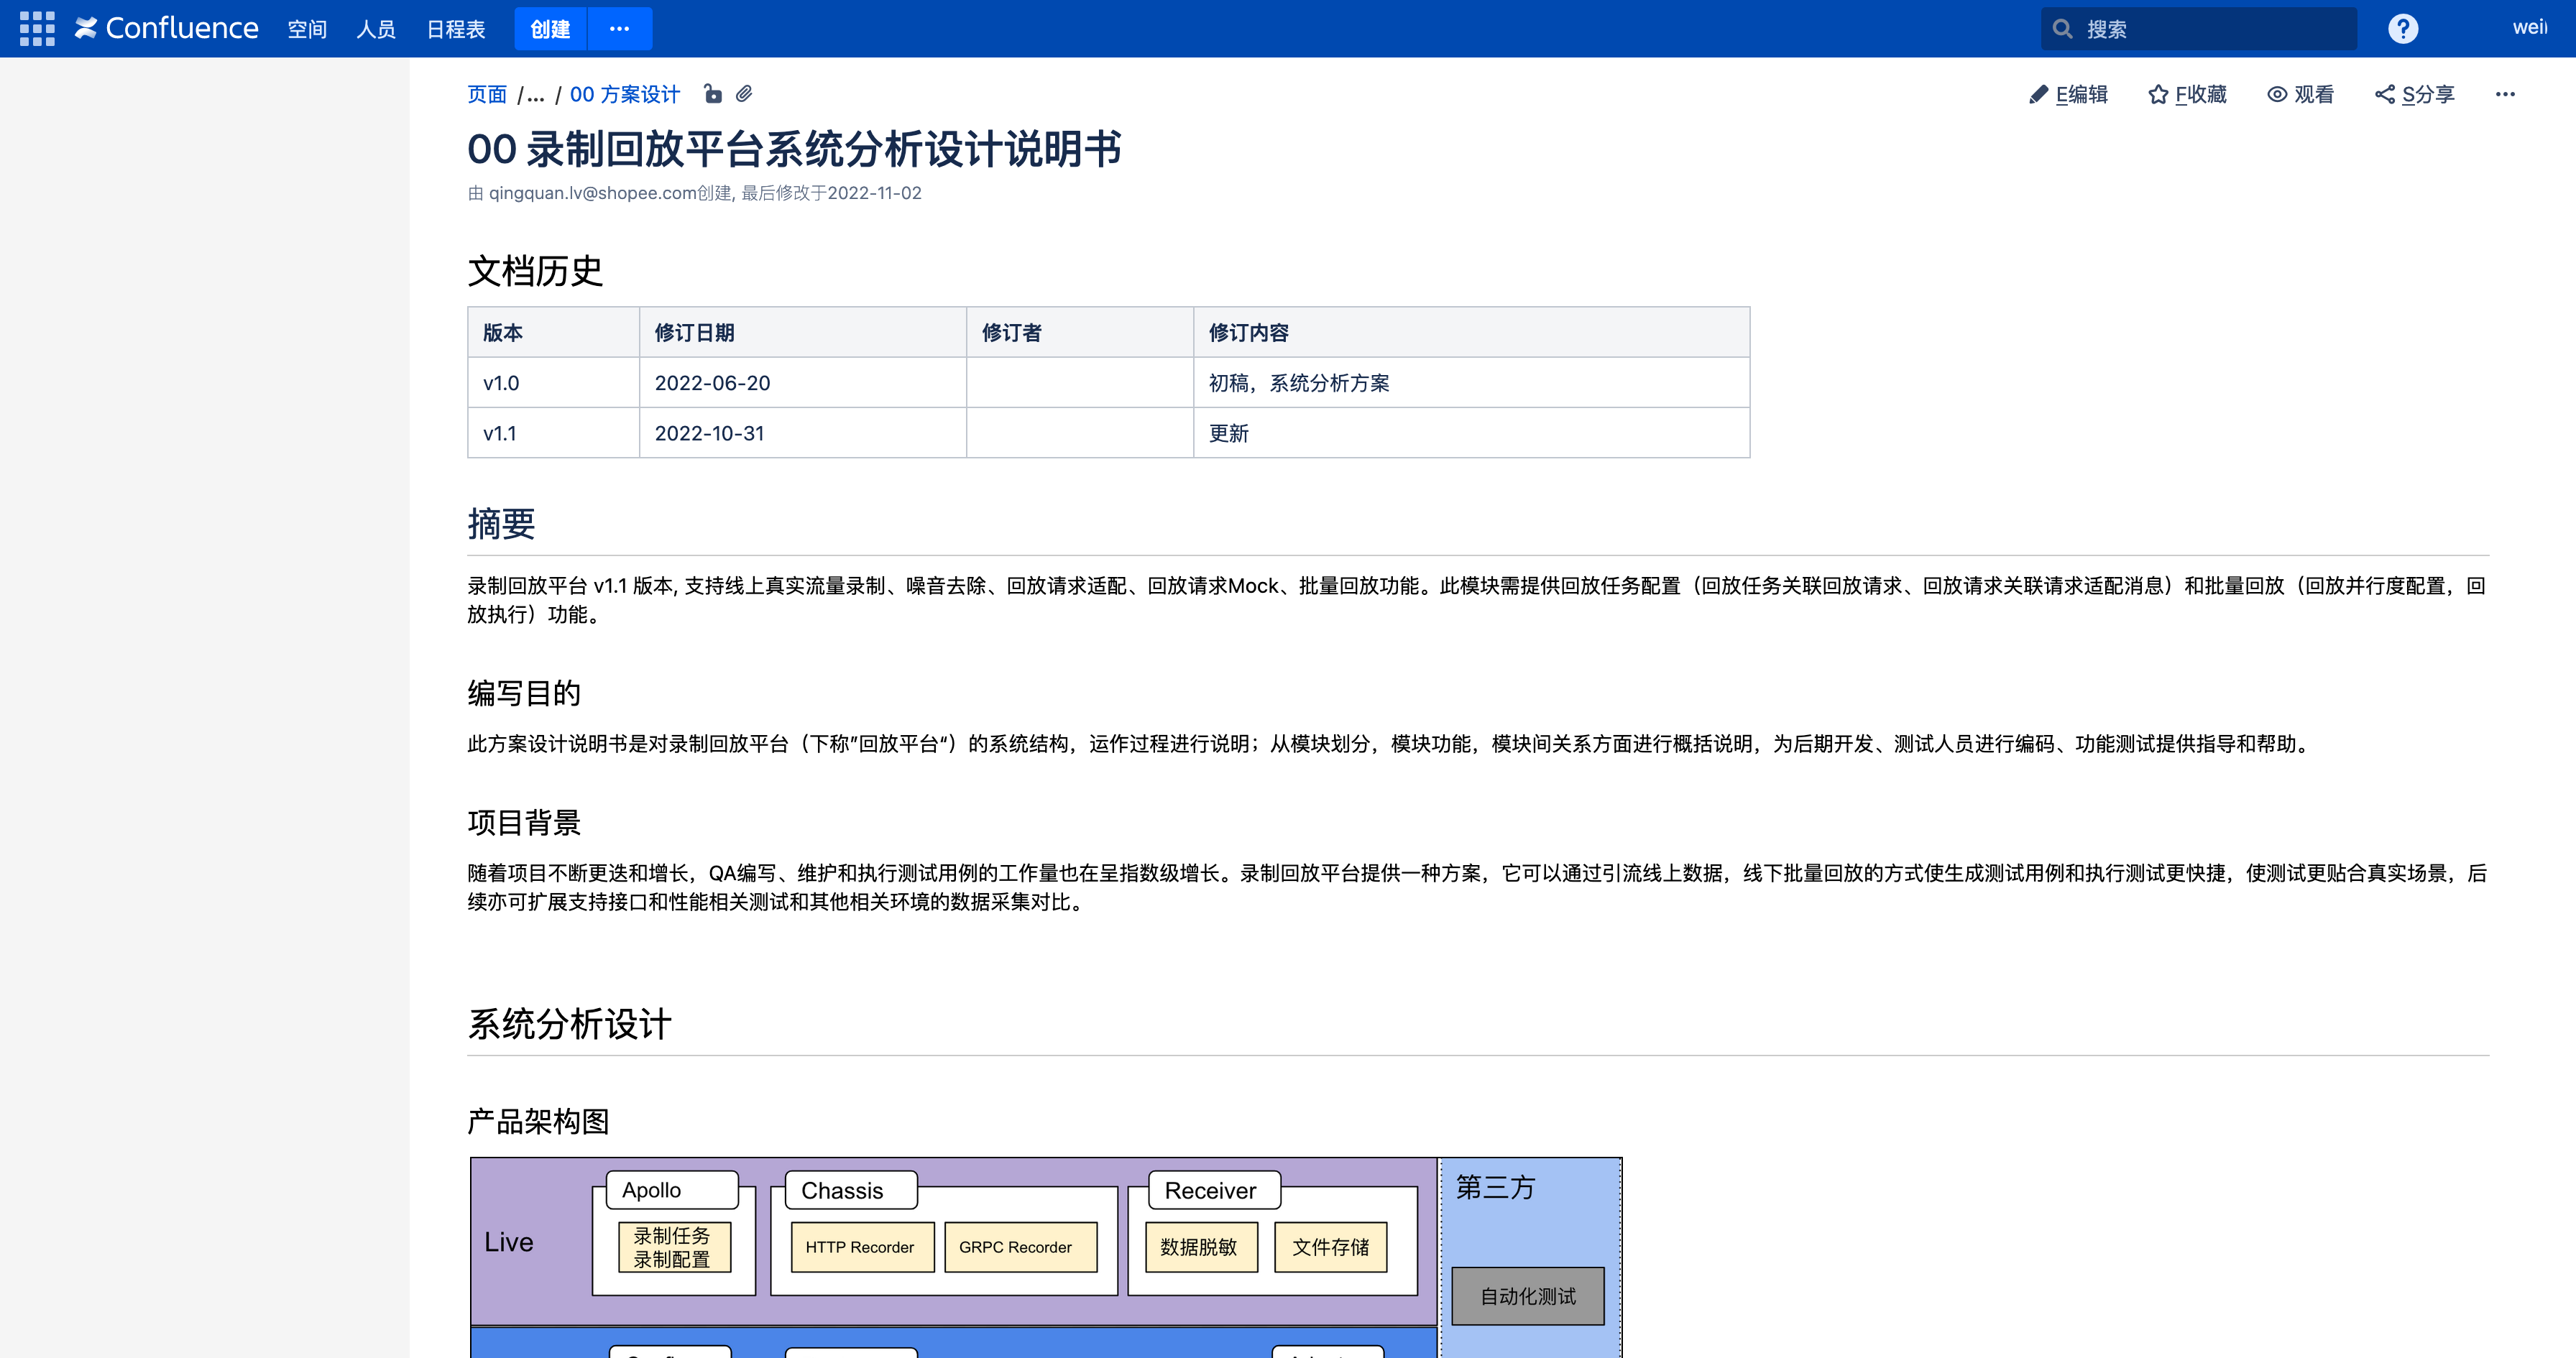 Confluence 空间 人员 日程表 创建 ··· 搜索 ? weil
页面 /... / 00 方案设计 E编辑 F收藏 观看 S分享 ···
00 录制回放平台系统分析设计说明书
由 qingquan.lv@shopee.com创建, 最后修改于2022-11-02
文档历史
版本 修订日期 修订者 修订内容
v1.0 2022-06-20 初稿，系统分析方案
v1.1 2022-10-31 更新
摘要
录制回放平台 v1.1 版本, 支持线上真实流量录制、噪音去除、回放请求适配、回放请求Mock、批量回放功能。此模块需提供回放任务配置（回放任务关联回放请求、回放请求关联请求适配消息）和批量回放（回放并行度配置，回
放执行）功能。
编写目的
此方案设计说明书是对录制回放平台（下称”回放平台“）的系统结构，运作过程进行说明；从模块划分，模块功能，模块间关系方面进行概括说明，为后期开发、测试人员进行编码、功能测试提供指导和帮助。
项目背景
随着项目不断更迭和增长，QA编写、维护和执行测试用例的工作量也在呈指数级增长。录制回放平台提供一种方案，它可以通过引流线上数据，线下批量回放的方式使生成测试用例和执行测试更快捷，使测试更贴合真实场景，后
续亦可扩展支持接口和性能相关测试和其他相关环境的数据采集对比。
系统分析设计
产品架构图
Apollo Chassis Receiver 第三方
Live
录制任务
录制配置
HTTP Recorder GRPC Recorder 数据脱敏 文件存储
自动化测试